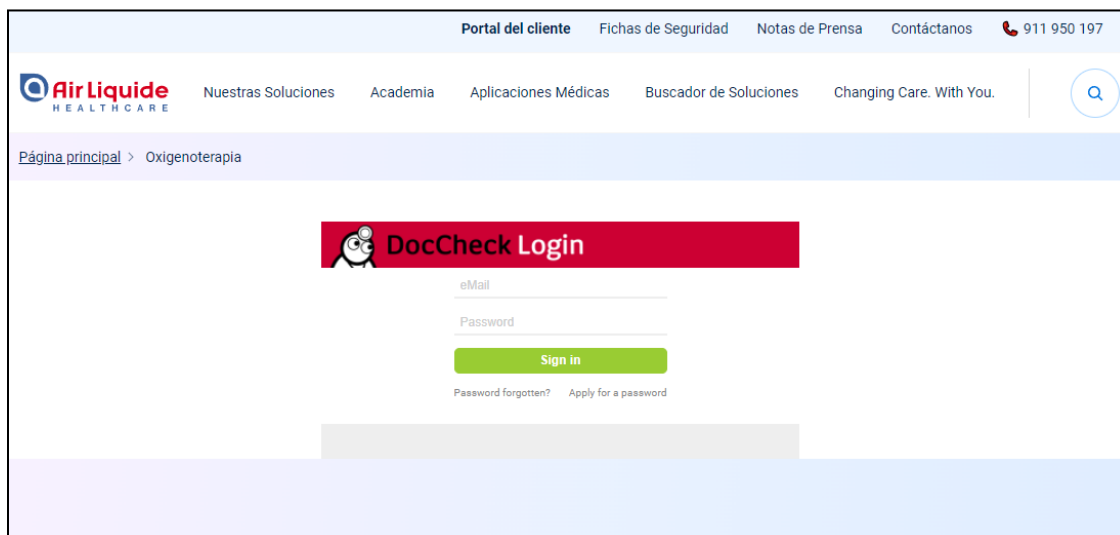 Portal del cliente Fichas de Seguridad Notas de Prensa Contáctanos 911 950 197
Air Liquide
HEALTHCARE
Nuestras Soluciones Academia Aplicaciones Médicas Buscador de Soluciones Changing Care. With You.
Página principal > Oxigenoterapia
DocCheck Login
eMail
Password
Sign in
Password forgotten? Apply for a password